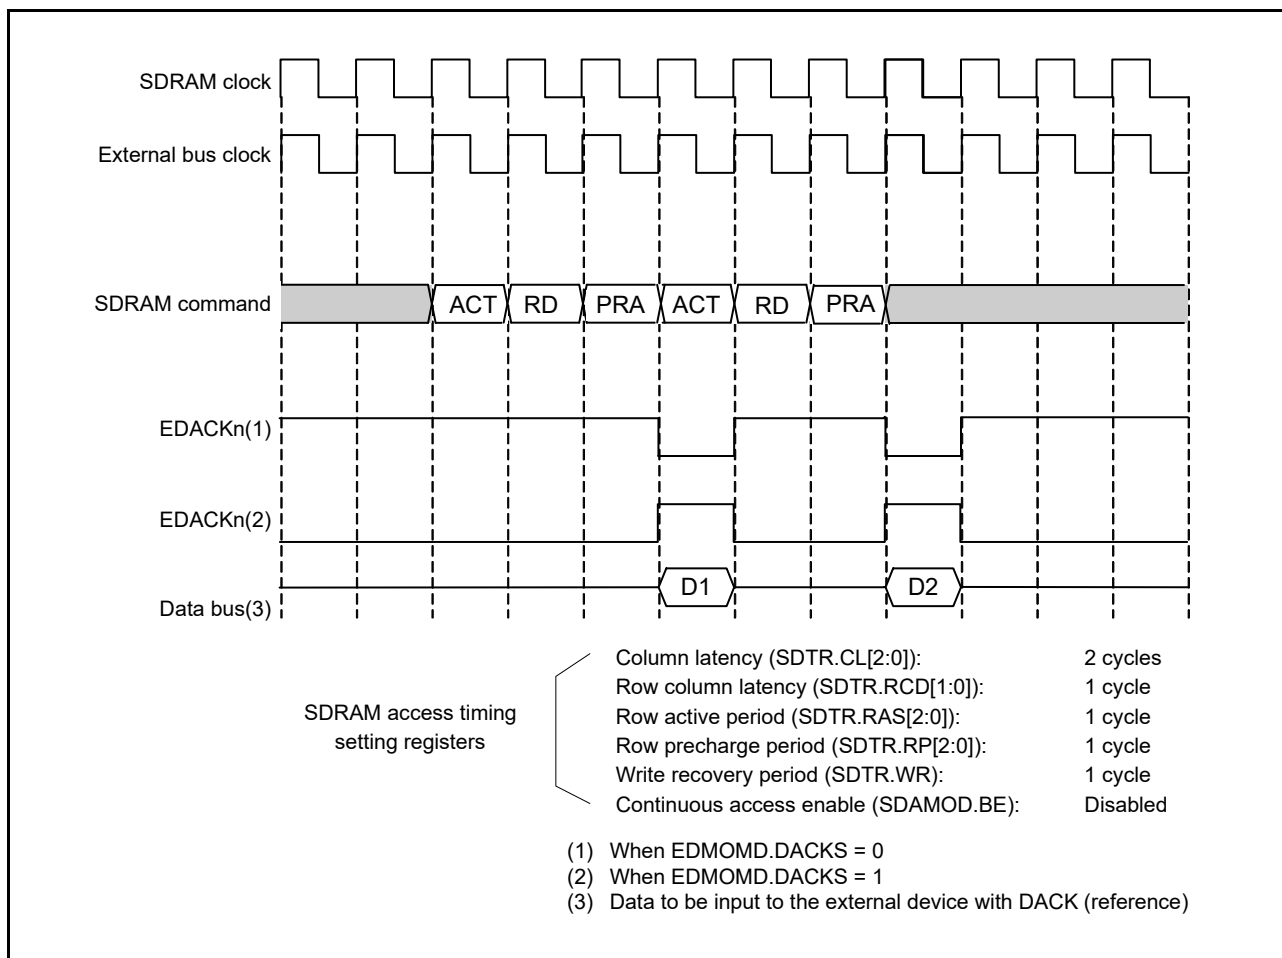 SDRAM clock
External bus clock
SDRAM command
ACT RD PRA ACT RD PRA
EDACKn(1)
EDACKn(2)
D1 D2
Data bus(3)
SDRAM access timing
setting registers
Column latency (SDTR.CL[2:0]): 2 cycles
Row column latency (SDTR.RCD[1:0]): 1 cycle
Row active period (SDTR.RAS[2:0]): 1 cycle
Row precharge period (SDTR.RP[2:0]): 1 cycle
Write recovery period (SDTR.WR): 1 cycle
Continuous access enable (SDAMOD.BE): Disabled
(1) When EDMOMD.DACKS = 0
(2) When EDMOMD.DACKS = 1
(3) Data to be input to the external device with DACK (reference)